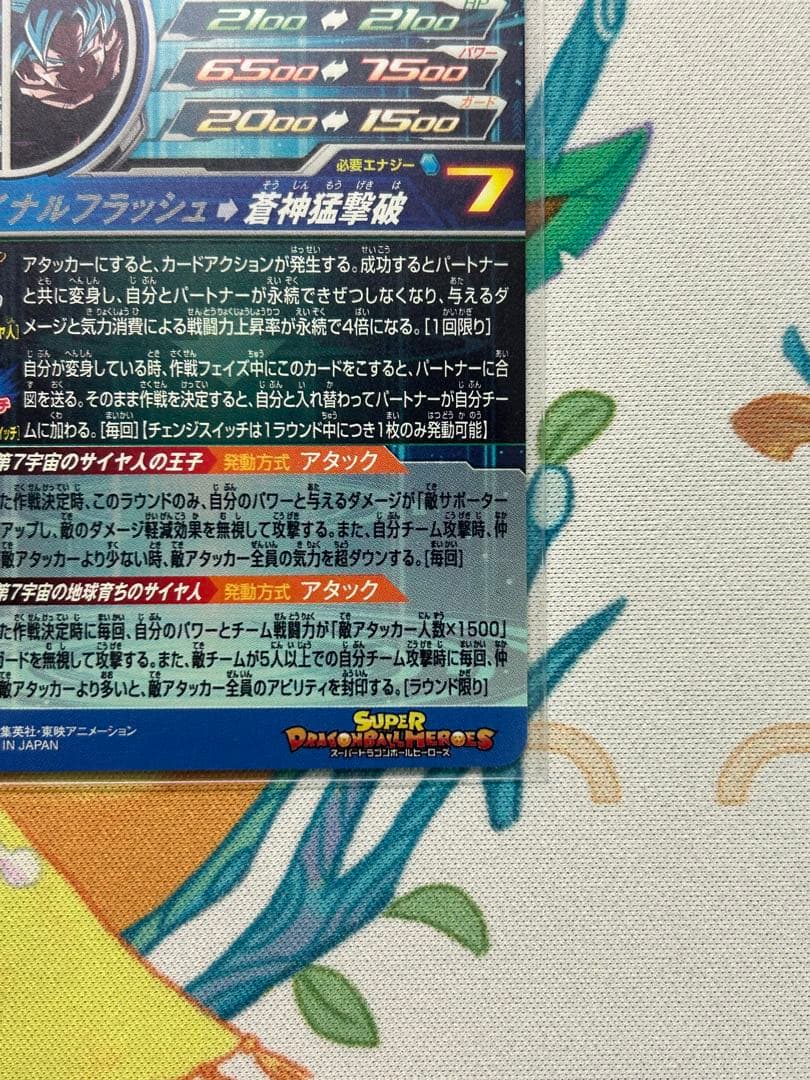 HP
2100 ⇔ 2100
パワー
6500 ⇔ 7500
ガード
2000 ⇔ 1500
必要エナジー 7
そうしんもうげきは
イナルフラッシュ➡蒼神猛撃破
アタッカーにすると、カードアクションが発生する。成功するとパートナー
と共に変身し、自分とパートナーが永続できぜつしなくなり、与えるダ
メージと気力消費による戦闘力上昇率が永続で4倍になる。[1回限り]
ヤ人]
自分が変身している時、作戦フェイズ中にこのカードをこすると、パートナーに合
図を送る。そのまま作戦を決定すると、自分と入れ替わってパートナーが自分チー
ムに加わる。[毎回]【チェンジスイッチは1ラウンド中につき1枚のみ発動可能】
イッチ]
第7宇宙のサイヤ人の王子 発動方式 アタック
た作戦決定時、このラウンドのみ、自分のパワーと与えるダメージが「敵サポーター
アップし、敵のダメージ軽減効果を無視して攻撃する。また、自分チーム攻撃時、仲
敵アタッカーより少ない時、敵アタッカー全員の気力を超ダウンする。[毎回]
第7宇宙の地球育ちのサイヤ人 発動方式 アタック
た作戦決定時に毎回、自分のパワーとチーム戦闘力が「敵アタッカー人数×1500」
ガードを無視して攻撃する。また、敵チームが5人以上での自分チーム攻撃時に毎回、仲
敵アタッカーより多いと、敵アタッカー全員のアビリティを封印する。[ラウンド限り]
集英社・東映アニメーション
IN JAPAN
SUPER
DRAGONBALL HEROES
スーパードラゴンボールヒーローズ